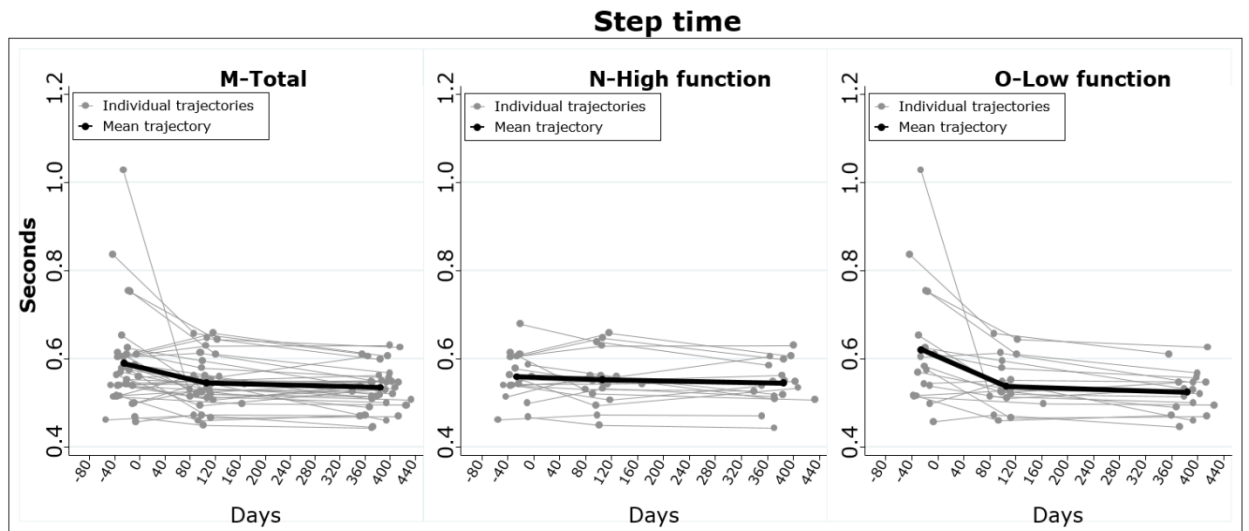 Step time
M-Total
N-High function
O-Low function
Individual trajectories
Mean trajectory
Individual trajectories
Mean trajectory
Individual trajectories
Mean trajectory
Seconds
1.2
1.0
0.8
0.6
0.4
1.2
1.0
0.8
0.6
0.4
1.2
1.0
0.8
0.6
0.4
-80 -40 0 40 80 120 160 200 240 280 320 360 400 440
-80 -40 0 40 80 120 160 200 240 280 320 360 400 440
-80 -40 0 40 80 120 160 200 240 280 320 360 400 440
Days
Days
Days